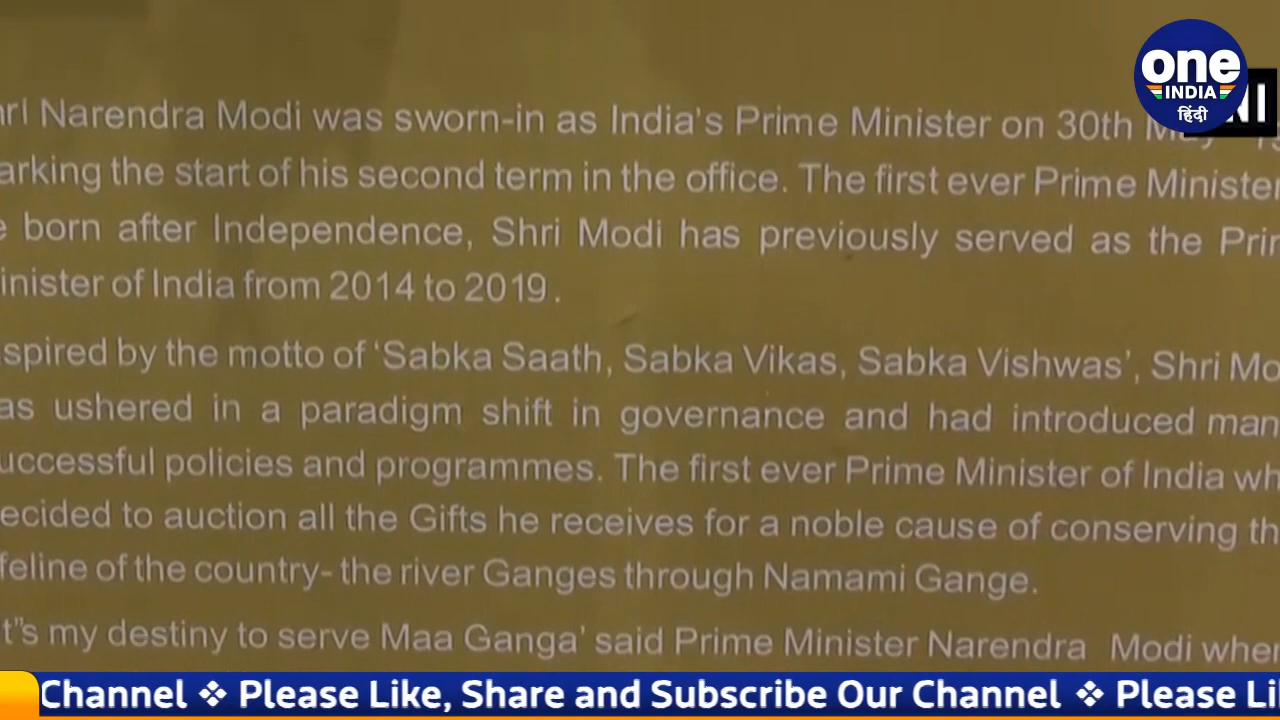 one
INDIA
हिंदी
NI
hri Narendra Modi was sworn-in as India's Prime Minister on 30th May
arking the start of his second term in the office. The first ever Prime Minister
e born after Independence, Shri Modi has previously served as the Prim
inister of India from 2014 to 2019.
spired by the motto of 'Sabka Saath, Sabka Vikas, Sabka Vishwas', Shri Mo
as ushered in a paradigm shift in governance and had introduced man
uccessful policies and programmes. The first ever Prime Minister of India wh
ecided to auction all the Gifts he receives for a noble cause of conserving th
feline of the country- the river Ganges through Namami Gange.
t"s my destiny to serve Maa Ganga' said Prime Minister Narendra Modi when
Channel ❖ Please Like, Share and Subscribe Our Channel ❖ Please Li